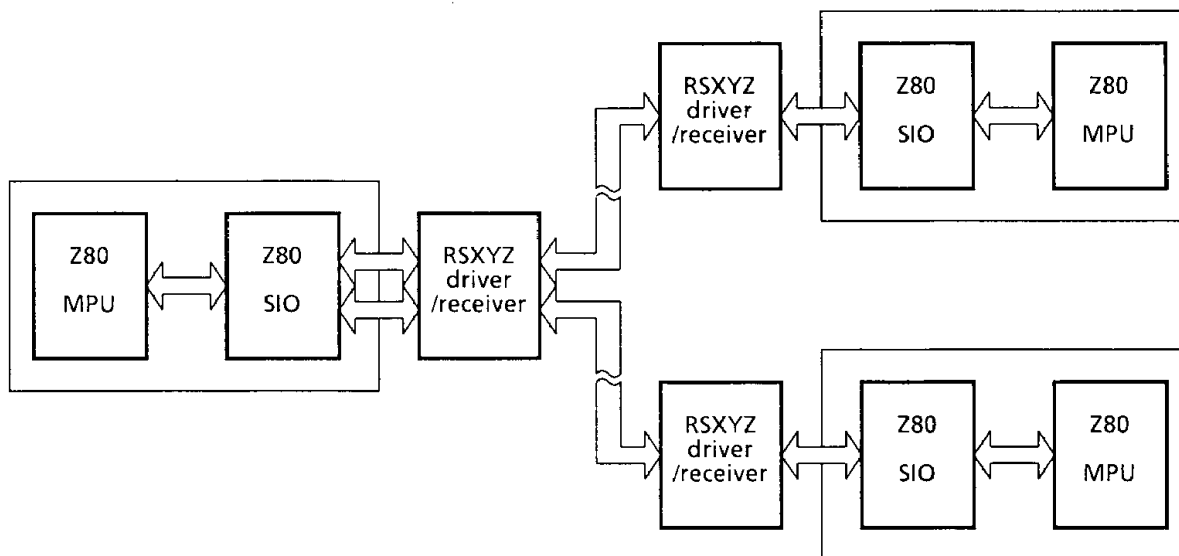 RSXYZ
driver
/receiver
Z80
SIO
Z80
MPU
Z80
MPU
Z80
SIO
RSXYZ
driver
/receiver
RSXYZ
driver
/receiver
Z80
SIO
Z80
MPU